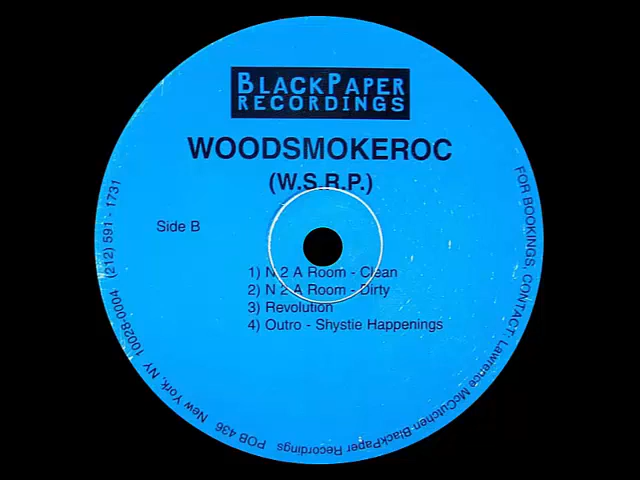 BLACKPAPER
RECORDINGS
WOODSMOKEROC
(W.S.R.P.)
Side B
1) N 2 A Room - Clean
2) N 2 A Room - Dirty
3) Revolution
4) Outro - Shystie Happenings
FOR BOOKINGS, CONTACT: Lawrence McCutchen BlackPaper Recordings POB 436 New York, NY 10028-0004 (212) 591 - 1731